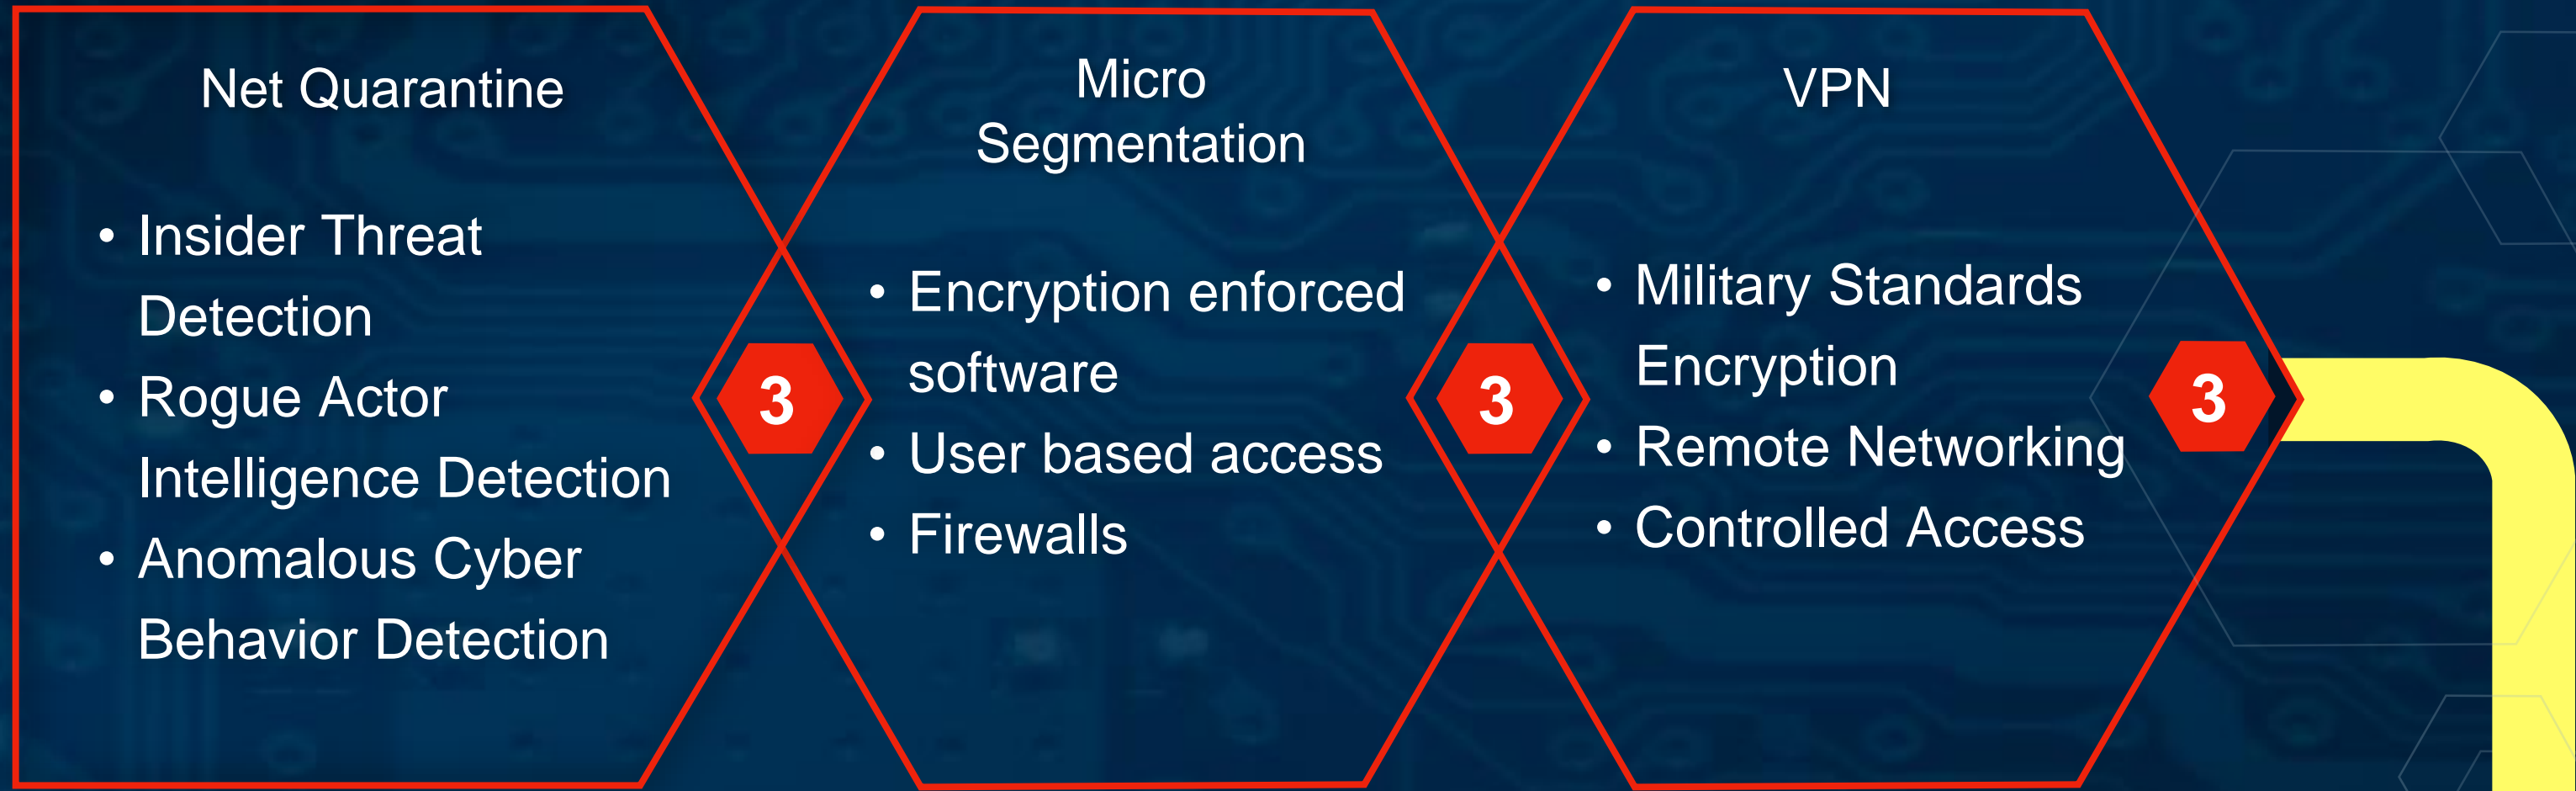 Net Quarantine
• Insider Threat
Detection
• Rogue Actor
Intelligence Detection
• Anomalous Cyber
Behavior Detection
3
Micro
Segmentation
• Encryption enforced
software
• User based access
• Firewalls
3
VPN
• Military Standards
Encryption
• Remote Networking
• Controlled Access
3